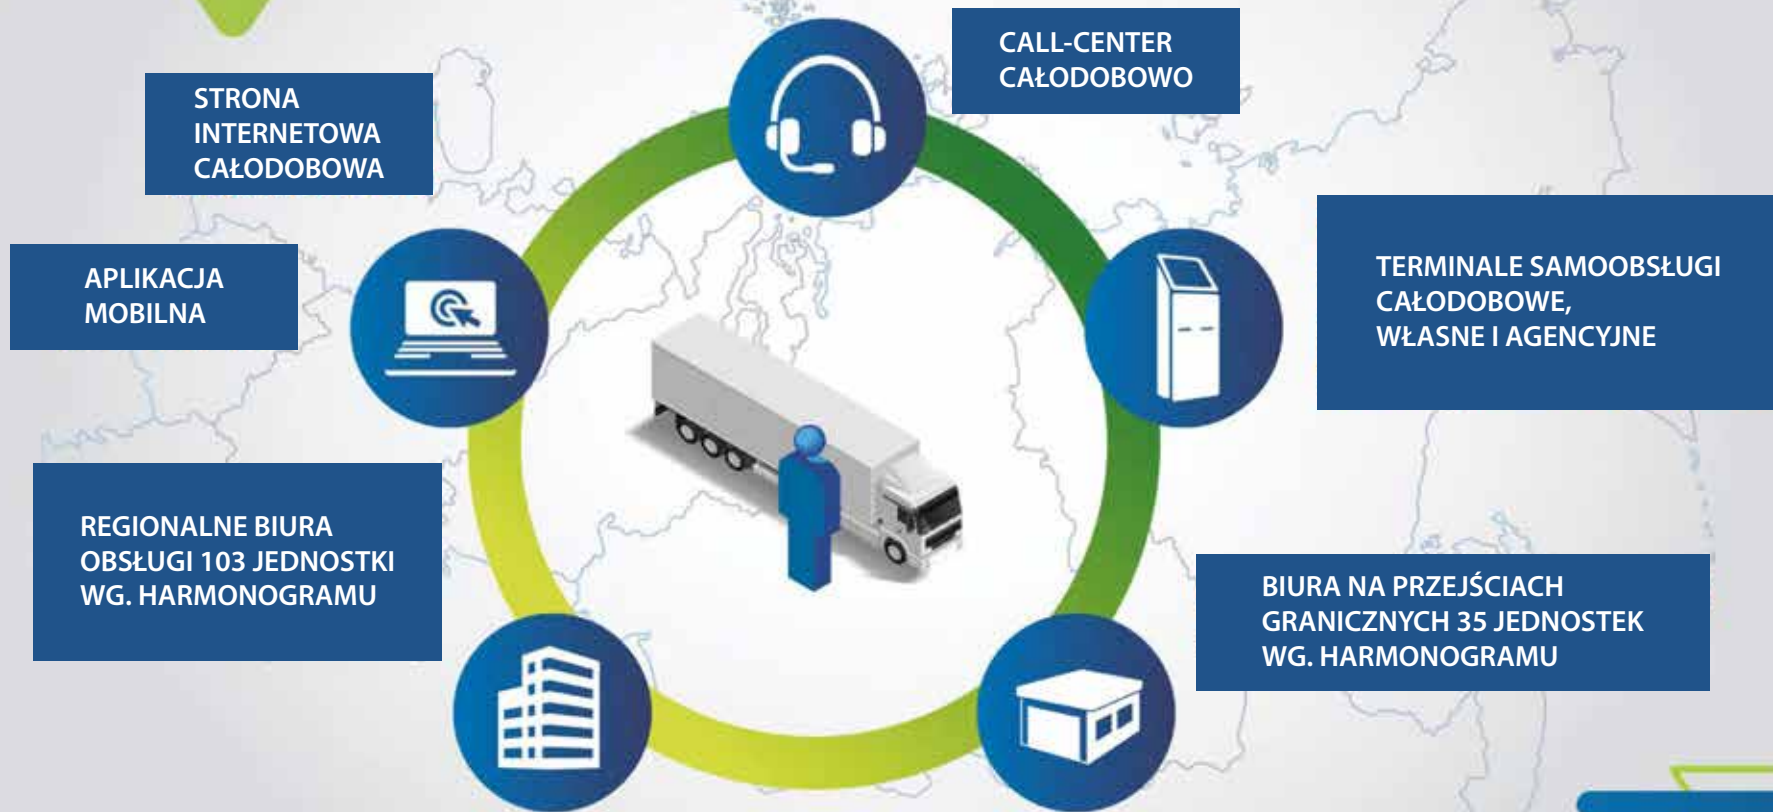 CALL-CENTER
CAŁODOBOWO
STRONA
INTERNETOWA
CAŁODOBOWA
APLIKACJA
MOBILNA
TERMINALE SAMOOBSŁUGI
CAŁODOBOWE,
WŁASNE I AGENCYJNE
REGIONALNE BIURA
OBSŁUGI 103 JEDNOSTKI
WG. HARMONOGRAMU
BIURA NA PRZEJŚCIACH
GRANICZNYCH 35 JEDNOSTEK
WG. HARMONOGRAMU